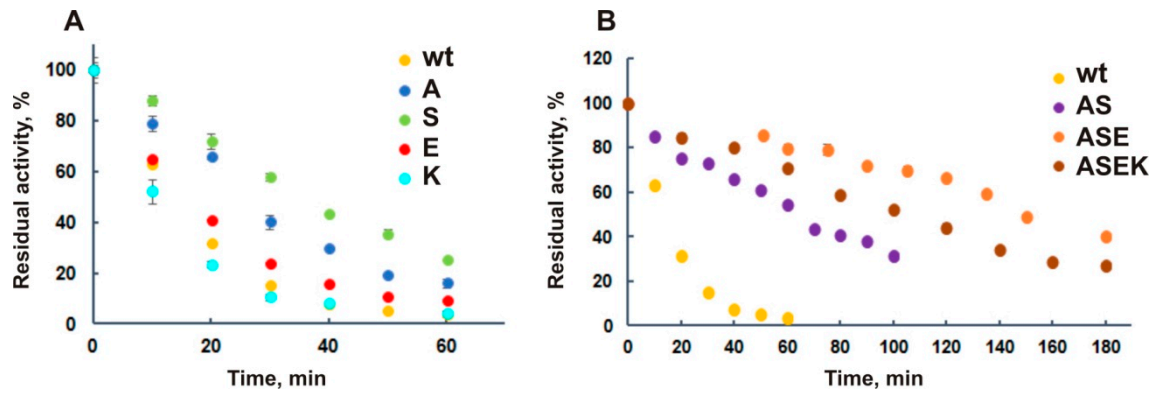 A
Residual activity, %
100
80
60
40
20
0
0 20 40 60
Time, min
wt
A
S
E
K
B
Residual activity, %
120
100
80
60
40
20
0
0 20 40 60 80 100 120 140 160 180
Time, min
wt
AS
ASE
ASEK